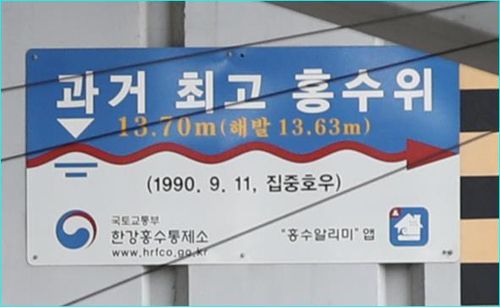 과거 최고 홍수위
13.70m(해발 13.63m)
(1990. 9. 11, 집중호우)
국토교통부
한강홍수통제소
www.hrfco.go.kr
"홍수알리미" 앱